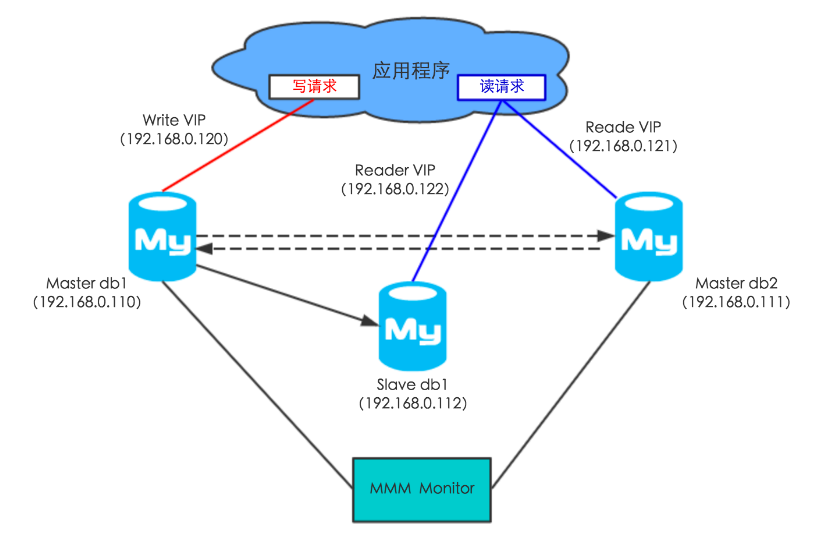 应用程序
写请求
读请求
Write VIP
(192.168.0.120)
Reade VIP
(192.168.0.121)
Reader VIP
(192.168.0.122)
My
My
Master db1
(192.168.0.110)
Master db2
(192.168.0.111)
My
Slave db1
(192.168.0.112)
MMM Monitor